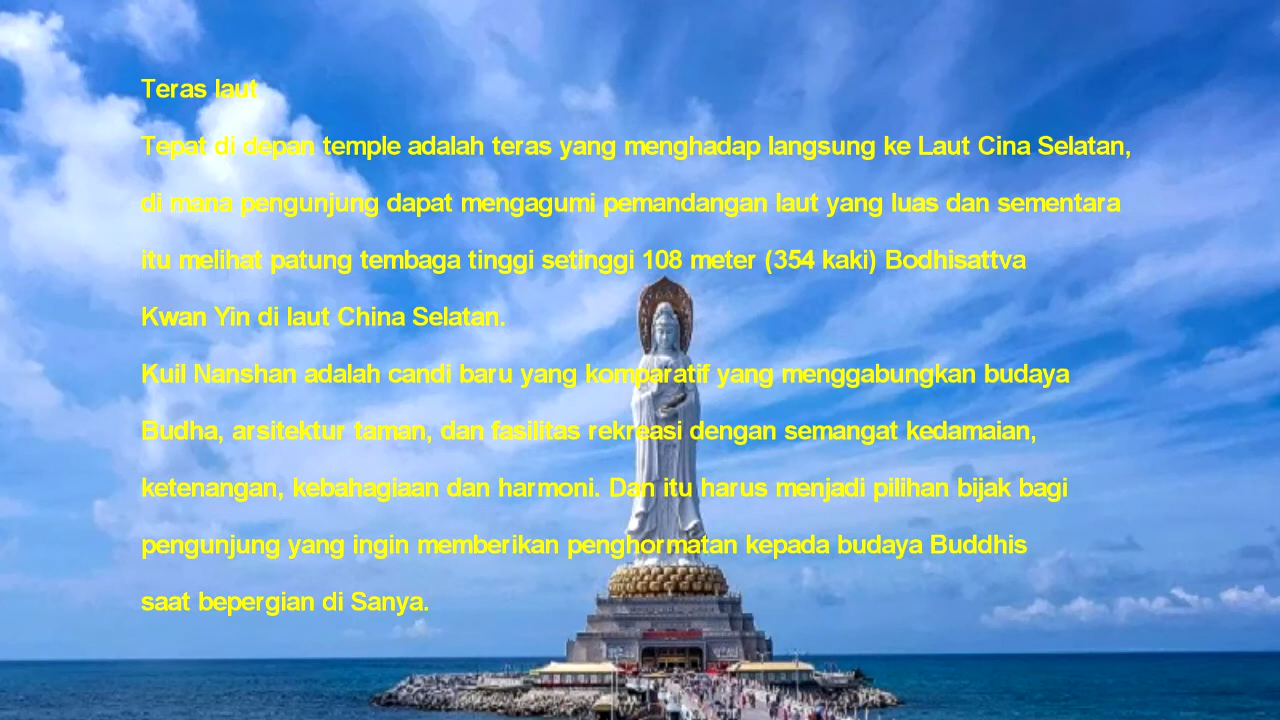 Teras laut
Tepat di depan temple adalah teras yang menghadap langsung ke Laut Cina Selatan,
di mana pengunjung dapat mengagumi pemandangan laut yang luas dan sementara
itu melihat patung tembaga tinggi setinggi 108 meter (354 kaki) Bodhisattva
Kwan Yin di laut China Selatan.
Kuil Nanshan adalah candi baru yang komparatif yang menggabungkan budaya
Budha, arsitektur taman, dan fasilitas rekreasi dengan semangat kedamaian,
ketenangan, kebahagiaan dan harmoni. Dan itu harus menjadi pilihan bijak bagi
pengunjung yang ingin memberikan penghormatan kepada budaya Buddhis
saat bepergian di Sanya.